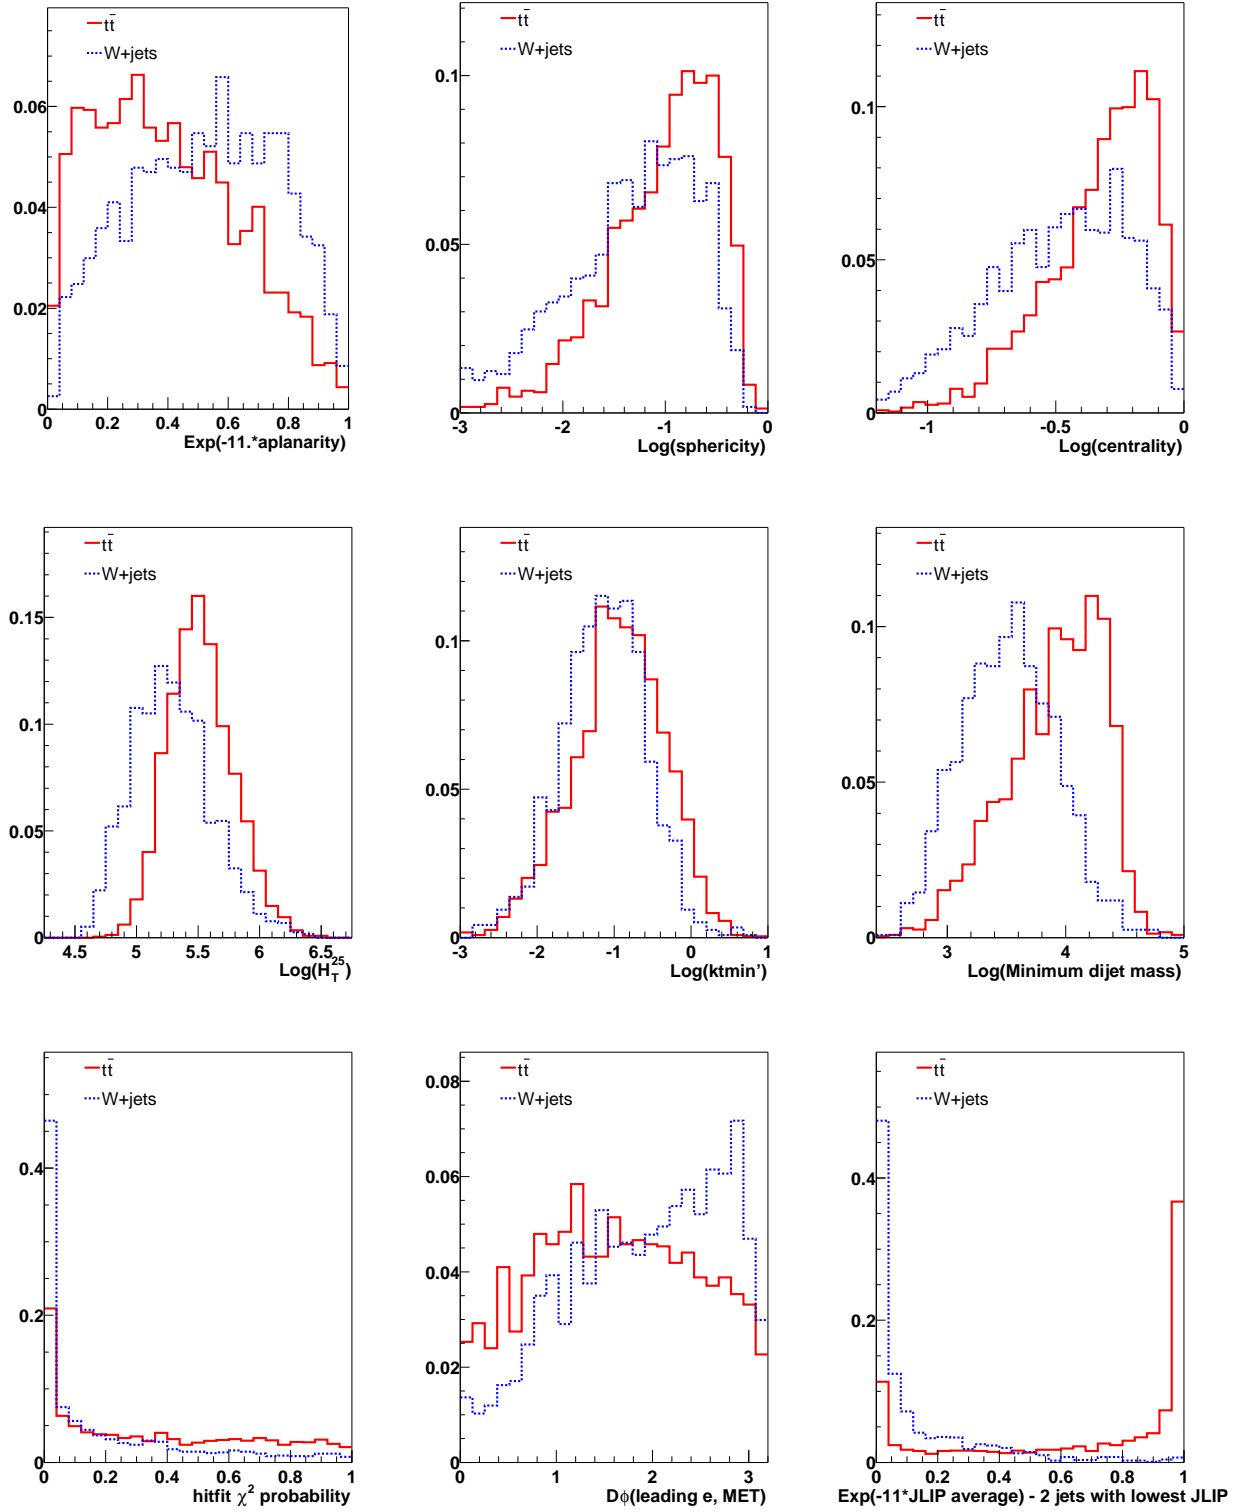 tt̄
W+jets
0.06
0.04
0.02
0
0 0.2 0.4 0.6 0.8 1
Exp(-11.*aplanarity)
tt̄
W+jets
0.1
0.05
0
-3 -2 -1 0
Log(sphericity)
tt̄
W+jets
0.1
0.05
0
-1 -0.5 0
Log(centrality)
tt̄
W+jets
0.15
0.1
0.05
0
4.5 5 5.5 6 6.5
Log(H_T^25)
tt̄
W+jets
0.1
0.05
0
-3 -2 -1 0 1
Log(ktmin')
tt̄
W+jets
0.1
0.05
0
3 4 5
Log(Minimum dijet mass)
tt̄
W+jets
0.4
0.2
0
0 0.2 0.4 0.6 0.8 1
hitfit χ² probability
tt̄
W+jets
0.08
0.06
0.04
0.02
0
0 1 2 3
Dϕ(leading e, MET)
tt̄
W+jets
0.4
0.2
0
0 0.2 0.4 0.6 0.8 1
Exp(-11*JLIP average) - 2 jets with lowest JLIP